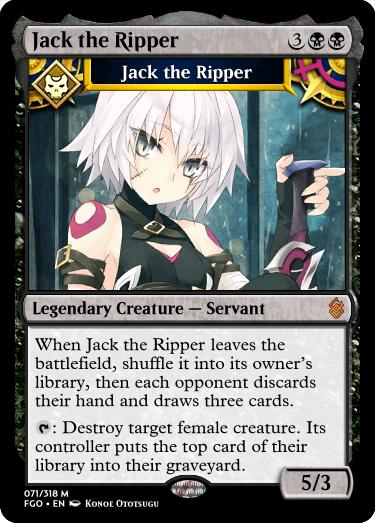 Jack the Ripper 3
Jack the Ripper
Legendary Creature — Servant
When Jack the Ripper leaves the
battlefield, shuffle it into its owner's
library, then each opponent discards
their hand and draws three cards.
: Destroy target female creature. Its
controller puts the top card of their
library into their graveyard.
5/3
071/318 M
FGO • EN Konoe Ototsugu